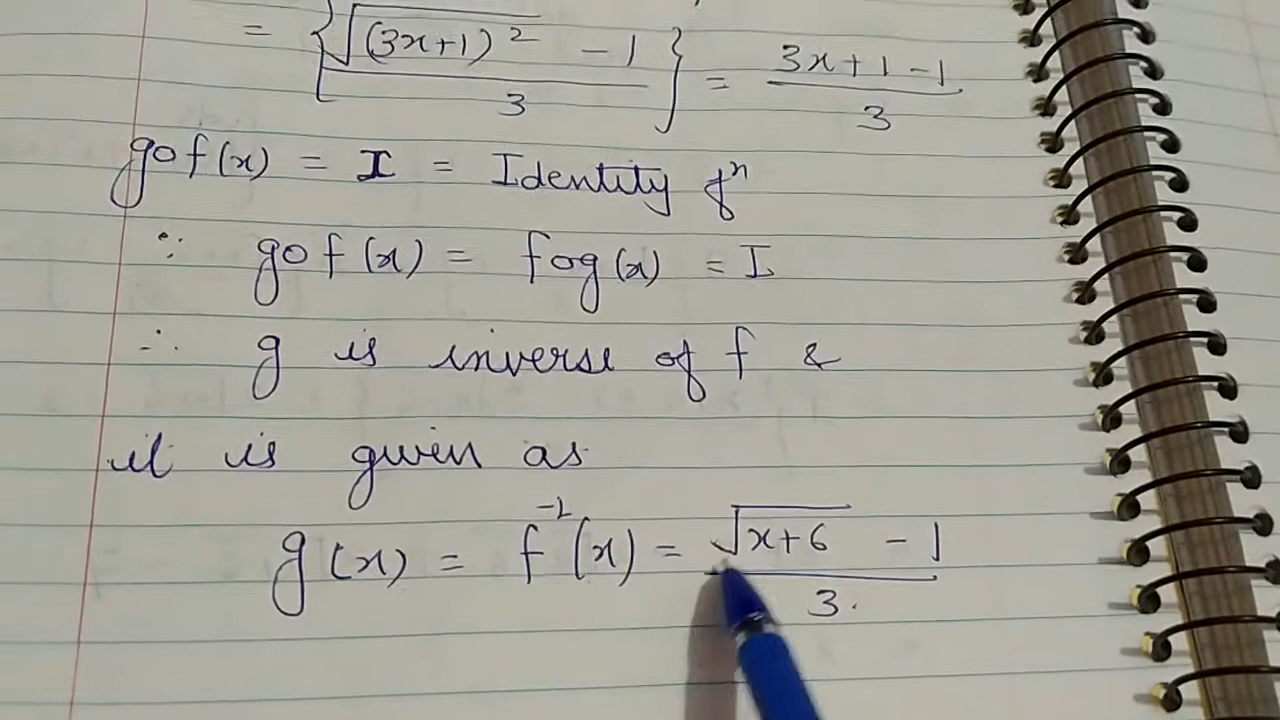 = {√(3x+1)² - 1 / 3} = 3x+1-1 / 3
gof(x) = I = Identity fⁿ
∵ gof(x) = fog(x) = I
∴ g is inverse of f &
it is given as
g(x) = f⁻¹(x) = √x+6 - 1 / 3.